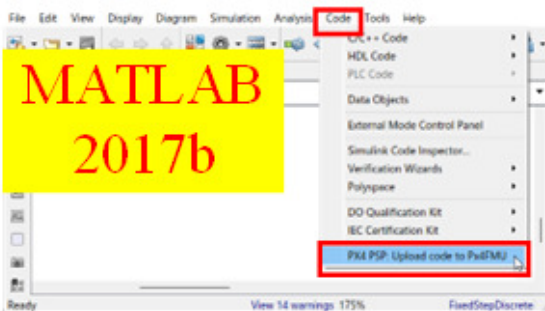 File Edit View Display Diagram Simulation Analysis Code Tools Help
C/C++ Code
HDL Code
PLC Code
Data Objects
External Mode Control Panel
Simulink Code Inspector...
Verification Wizards
Polyspace
DO Qualification Kit
IEC Certification Kit
PX4 PSP: Upload code to Px4FMU
MATLAB
2017b
Ready View 14 warnings 175% FixedStepDiscrete